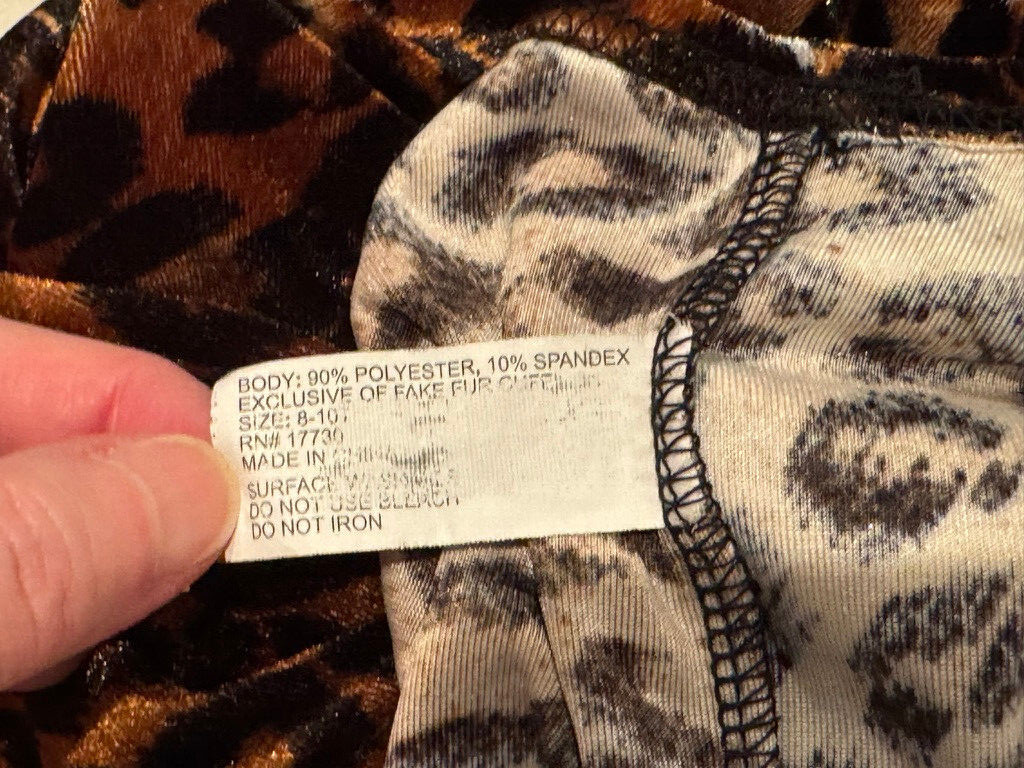 BODY: 90% POLYESTER, 10% SPANDEX
EXCLUSIVE OF FAKE FUR
SIZE: 8-10
RN# 17730
MADE IN
SURFACE
DO NOT USE BLEACH
DO NOT IRON